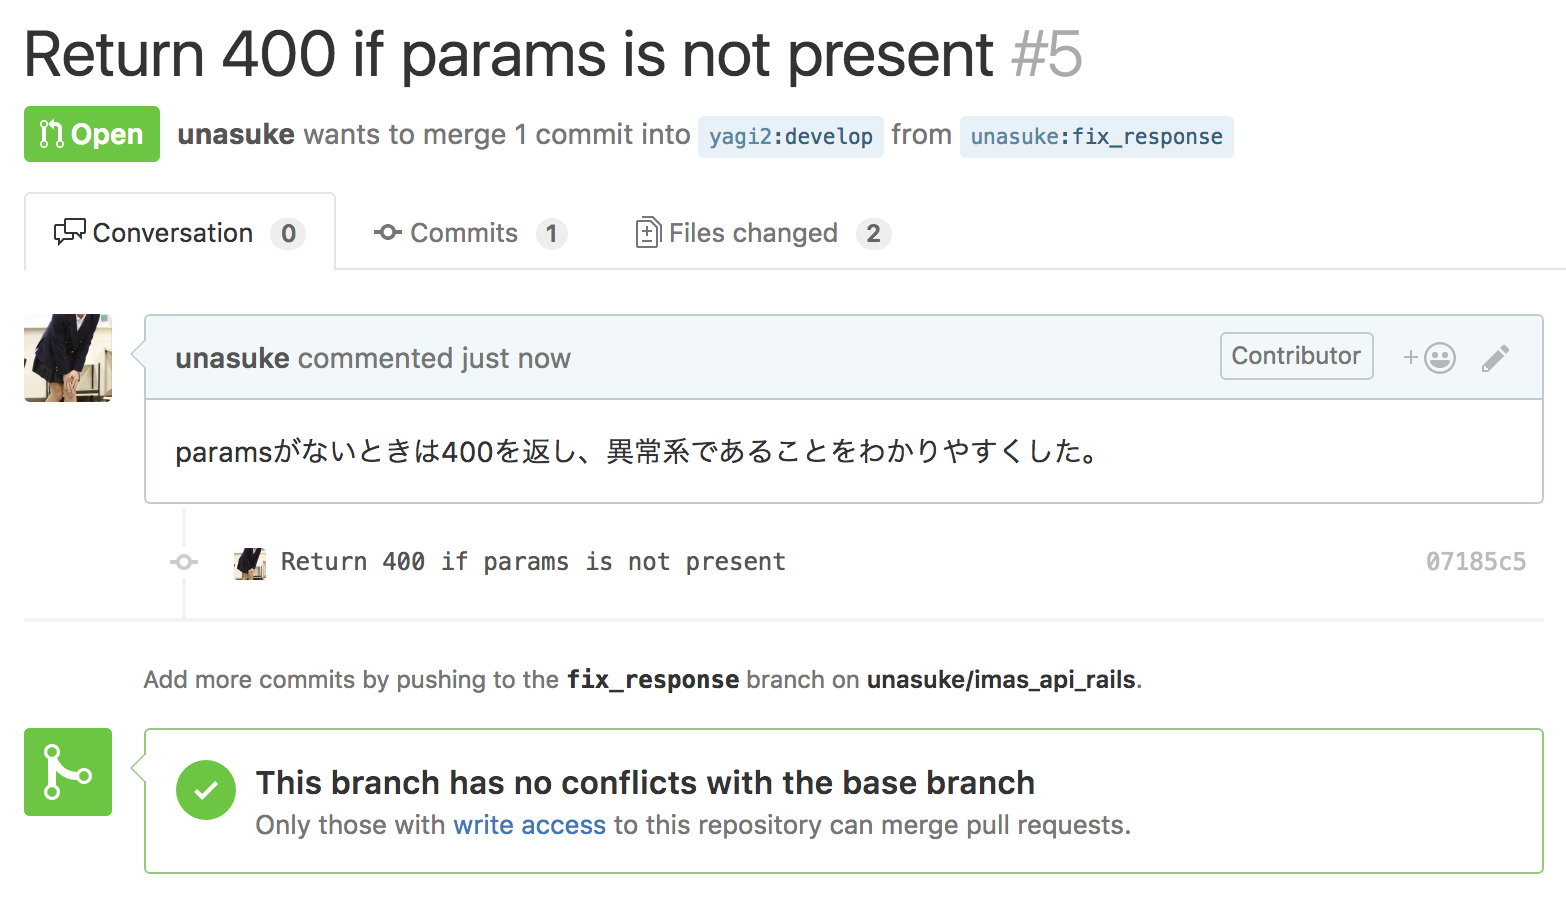 Return 400 if params is not present #5
Open unasuke wants to merge 1 commit into yagi2:develop from unasuke:fix_response
Conversation 0 Commits 1 Files changed 2
unasuke commented just now Contributor +
paramsがないときは400を返し、異常系であることをわかりやすくした。
Return 400 if params is not present 07185c5
Add more commits by pushing to the fix_response branch on unasuke/imas_api_rails.
This branch has no conflicts with the base branch
Only those with write access to this repository can merge pull requests.